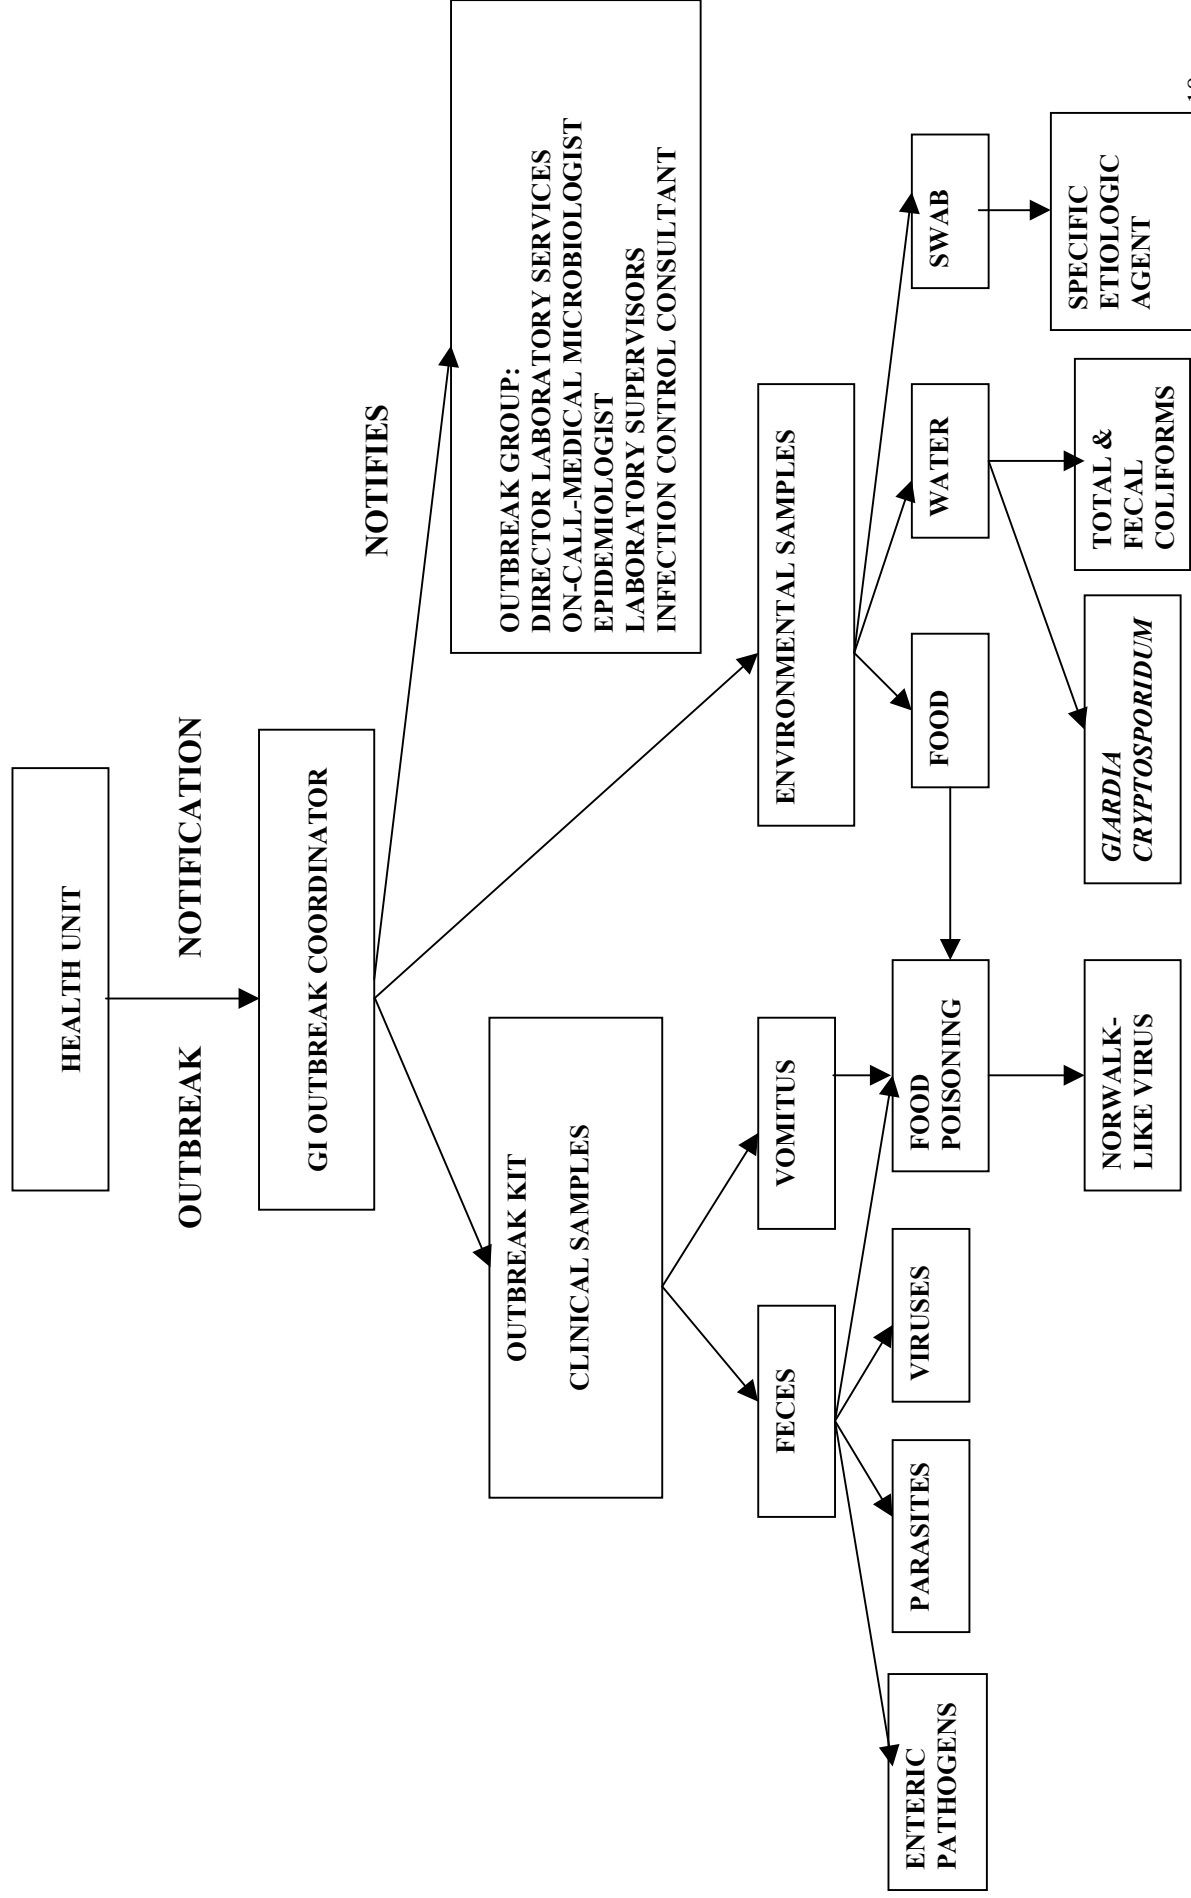 HEALTH UNIT
OUTBREAK NOTIFICATION
GI OUTBREAK COORDINATOR
NOTIFIES
OUTBREAK GROUP:
DIRECTOR LABORATORY SERVICES
ON-CALL-MEDICAL MICROBIOLOGIST
EPIDEMIOLOGIST
LABORATORY SUPERVISORS
INFECTION CONTROL CONSULTANT
OUTBREAK KIT
CLINICAL SAMPLES
ENVIRONMENTAL SAMPLES
FECES
VOMITUS
FOOD
WATER
SWAB
ENTERIC
PATHOGENS
PARASITES
VIRUSES
FOOD
POISONING
NORWALK-
LIKE VIRUS
GIARDIA
CRYPTOSPORIDUM
TOTAL &
FECAL
COLIFORMS
SPECIFIC
ETIOLOGIC
AGENT